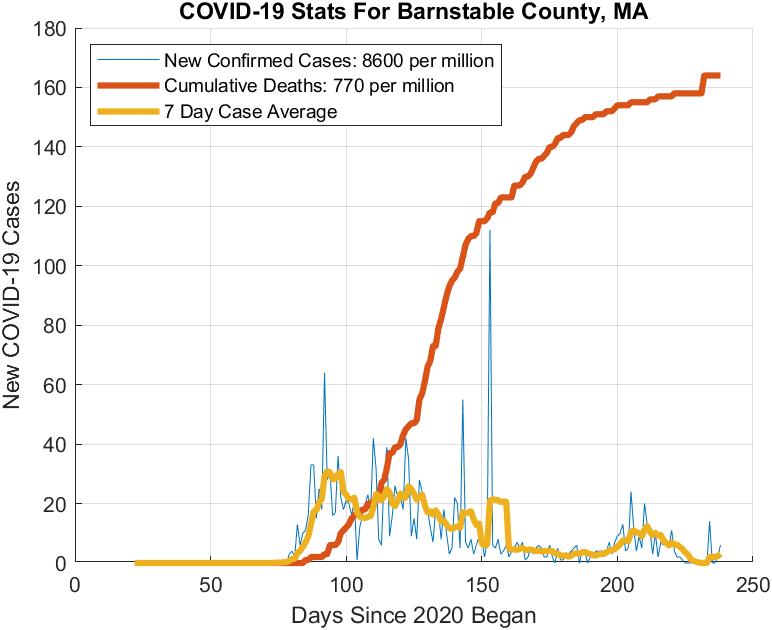 COVID-19 Stats For Barnstable County, MA
180
160
140
120
100
80
60
40
20
0
New COVID-19 Cases
New Confirmed Cases: 8600 per million
Cumulative Deaths: 770 per million
7 Day Case Average
0 50 100 150 200 250
Days Since 2020 Began